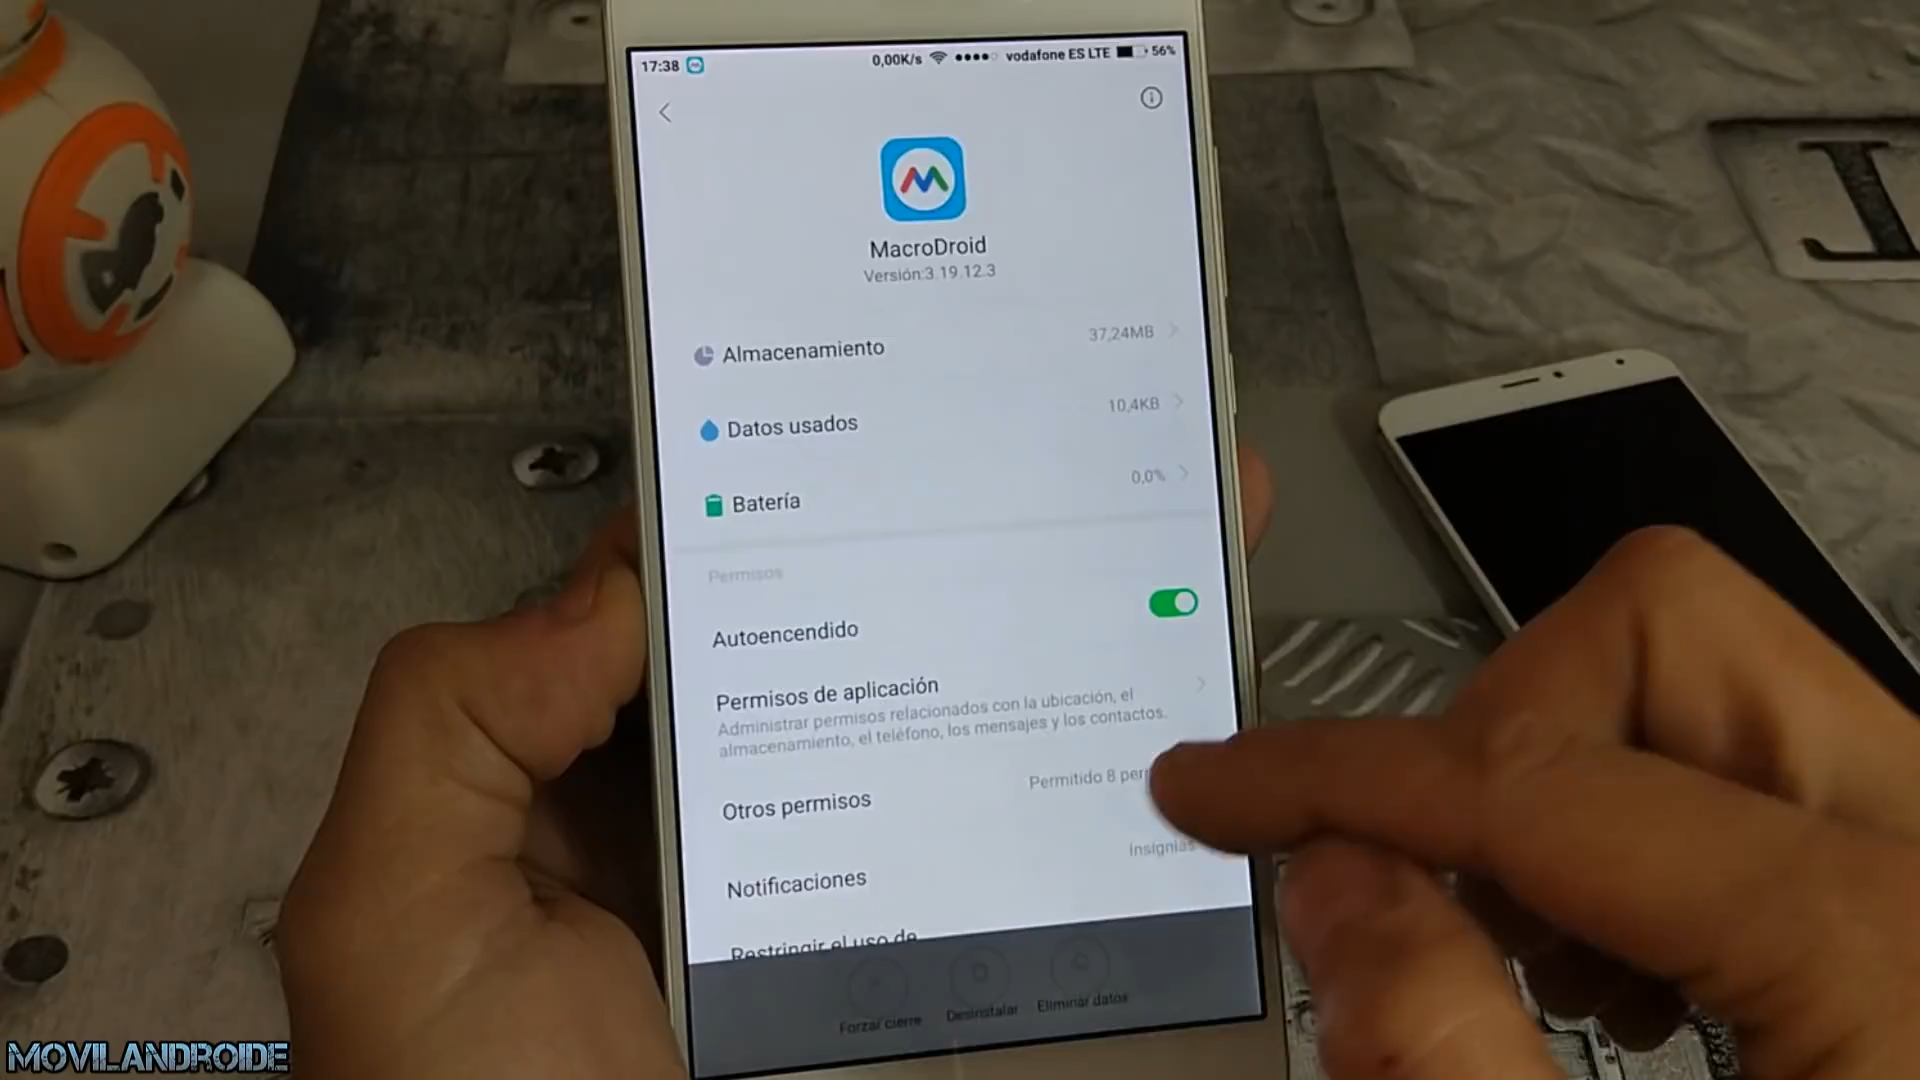 17:38 0,00K/s vodafone ES LTE 56%
MacroDroid
Versión:3.19.12.3
Almacenamiento 37,24MB
Datos usados 10,4KB
Batería 0,0%
Permisos
Autoencendido
Permisos de aplicación
Administrar permisos relacionados con la ubicación, el
almacenamiento, el teléfono, los mensajes y los contactos.
Otros permisos Permitido 8
Notificaciones Insignias
Restringir el uso de
Forzar cierre Desinstalar Eliminar datos
MOVILANDROIDE